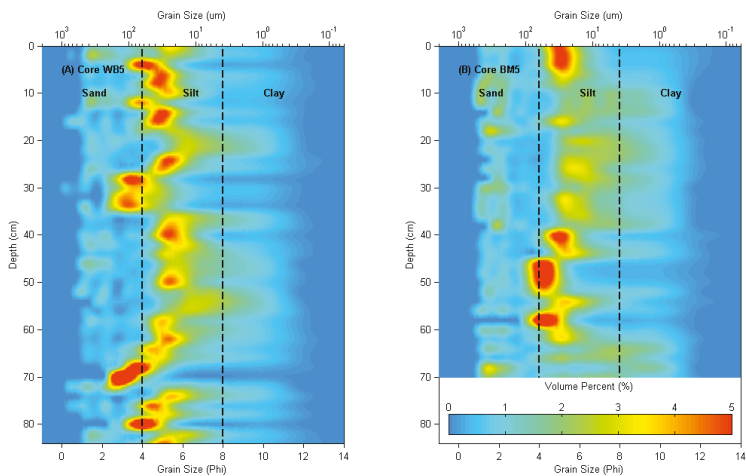 Grain Size (um)
10³ 10² 10¹ 10⁰ 10⁻¹
(A) Core WB5
Sand Silt Clay
Depth (cm)
0
10
20
30
40
50
60
70
80
0 2 4 6 8 10 12 14
Grain Size (Phi)
Grain Size (um)
10³ 10² 10¹ 10⁰ 10⁻¹
(B) Core BM5
Sand Silt Clay
Depth (cm)
0
10
20
30
40
50
60
70
80
Volume Percent (%)
0 1 2 3 4 5
0 2 4 6 8 10 12 14
Grain Size (Phi)